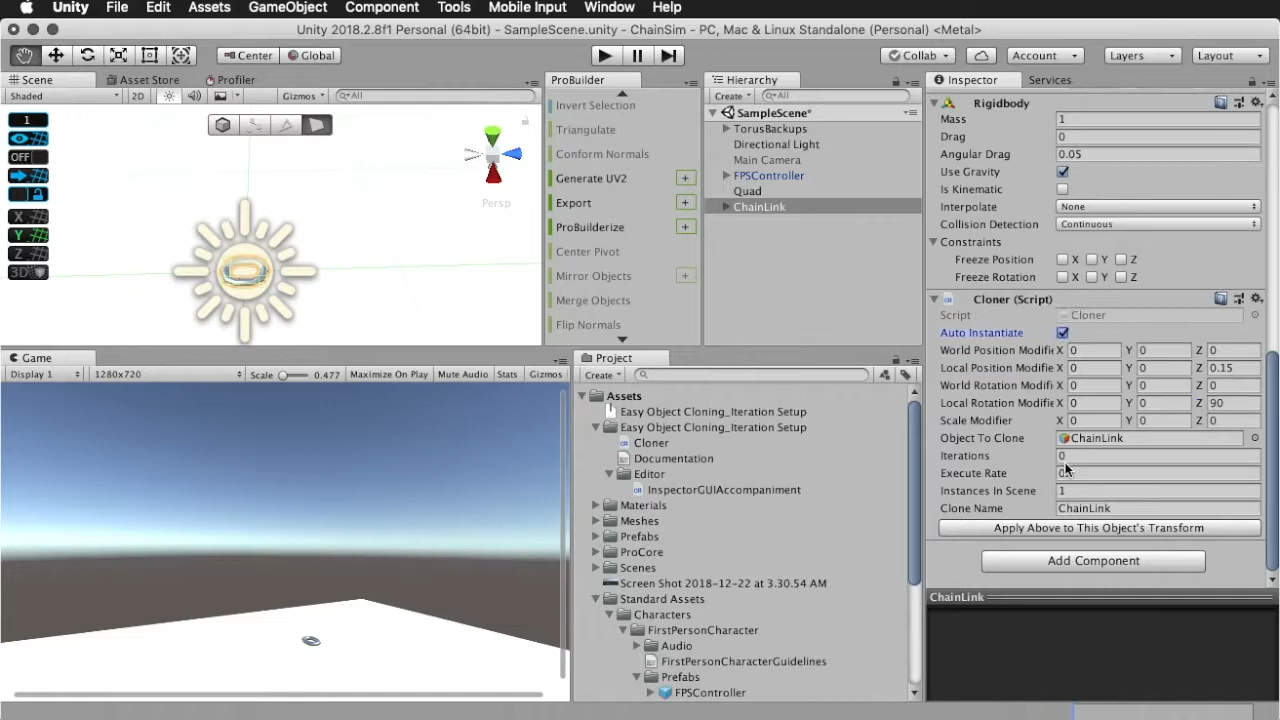 Unity File Edit Assets GameObject Component Tools Mobile Input Window Help
Unity 2018.2.8f1 Personal (64bit) - SampleScene.unity - ChainSim - PC, Mac & Linux Standalone (Personal) <Metal>
Center Global Collab Account Layers Layout
Scene Asset Store Profiler
Shaded 2D Gizmos All
1
OFF
X
Y
Z
3D
Persp
ProBuilder
Invert Selection
Triangulate
Conform Normals
Generate UV2 +
Export +
ProBuilderize +
Center Pivot
Mirror Objects +
Merge Objects
Flip Normals
Hierarchy
Create All
SampleScene*
TorusBackups
Directional Light
Main Camera
FPSController
Quad
ChainLink
Game
Display 1 1280x720 Scale 0.477 Maximize On Play Mute Audio Stats Gizmos
Project
Create
Assets
Easy Object Cloning_Iteration Setup
Easy Object Cloning_Iteration Setup
Cloner
Documentation
Editor
InspectorGUIAccompaniment
Materials
Meshes
Prefabs
ProCore
Scenes
Screen Shot 2018-12-22 at 3.30.54 AM
Standard Assets
Characters
FirstPersonCharacter
Audio
FirstPersonCharacterGuidelines
Prefabs
FPSController
Inspector Services
Rigidbody
Mass 1
Drag 0
Angular Drag 0.05
Use Gravity
Is Kinematic
Interpolate None
Collision Detection Continuous
Constraints
Freeze Position X Y Z
Freeze Rotation X Y Z
Cloner (Script)
Script Cloner
Auto Instantiate
World Position Modifie X 0 Y 0 Z 0
Local Position Modifie X 0 Y 0 Z 0.15
World Rotation Modifie X 0 Y 0 Z 0
Local Rotation Modifie X 0 Y 0 Z 90
Scale Modifier X 0 Y 0 Z 0
Object To Clone ChainLink
Iterations 0
Execute Rate
Instances In Scene 1
Clone Name ChainLink
Apply Above to This Object's Transform
Add Component
ChainLink